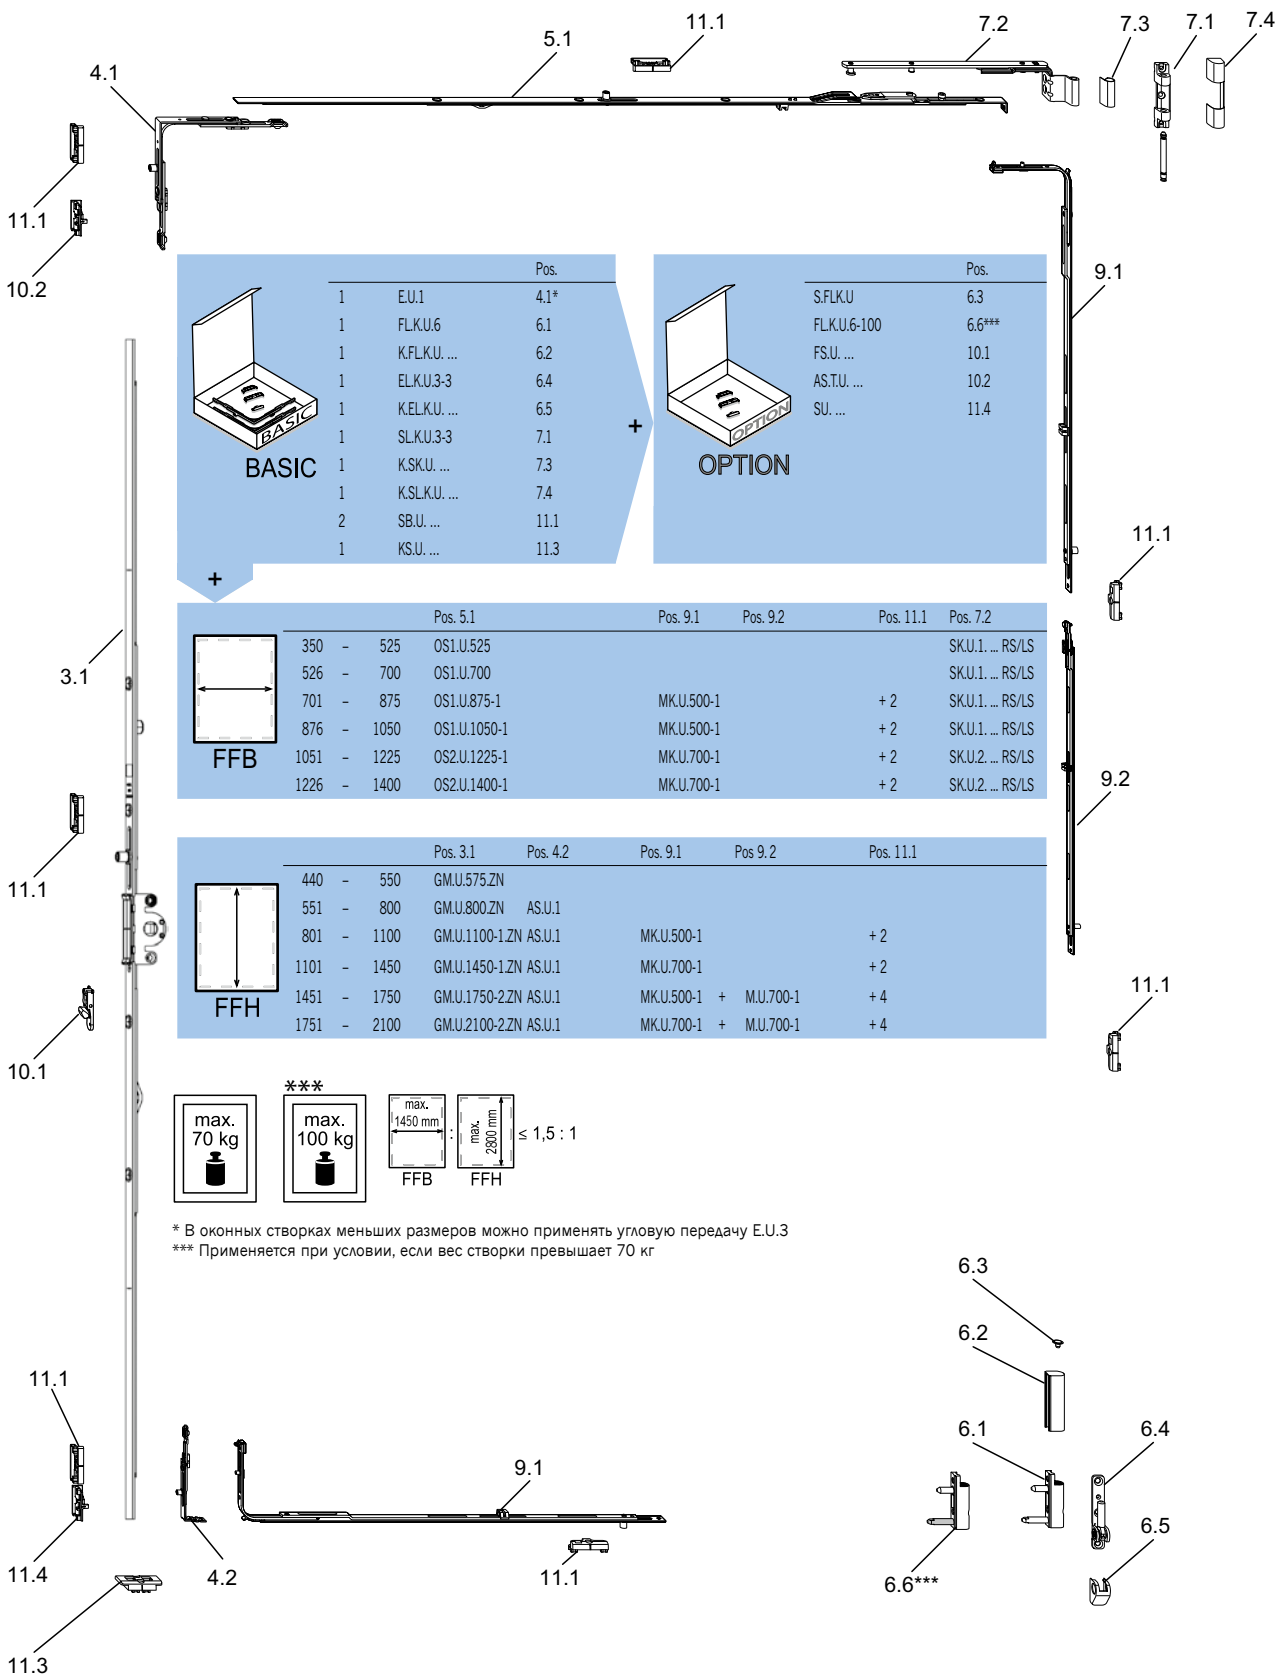 11.1
7.2
7.3
7.1
7.4
5.1
4.1
11.1
10.2
9.1
Pos.
1 E.U.1 4.1*
1 FL.K.U.6 6.1
1 K.FL.K.U. ... 6.2
1 EL.K.U.3-3 6.4
1 K.EL.K.U. ... 6.5
1 SL.K.U.3-3 7.1
1 K.SK.U. ... 7.3
1 K.SL.K.U. ... 7.4
2 SB.U. ... 11.1
1 KS.U. ... 11.3
BASIC
BASIC
+
+
Pos.
S.FLK.U 6.3
FL.K.U.6-100 6.6***
FS.U. ... 10.1
AS.T.U. ... 10.2
SU. ... 11.4
OPTION
OPTION
11.1
3.1
Pos. 5.1 Pos. 9.1 Pos. 9.2 Pos. 11.1 Pos. 7.2
350 – 525 OS1.U.525 SK.U.1. ... RS/LS
526 – 700 OS1.U.700 SK.U.1. ... RS/LS
701 – 875 OS1.U.875-1 MK.U.500-1 + 2 SK.U.1. ... RS/LS
876 – 1050 OS1.U.1050-1 MK.U.500-1 + 2 SK.U.1. ... RS/LS
1051 – 1225 OS2.U.1225-1 MK.U.700-1 + 2 SK.U.2. ... RS/LS
1226 – 1400 OS2.U.1400-1 MK.U.700-1 + 2 SK.U.2. ... RS/LS
FFB
9.2
11.1
Pos. 3.1 Pos. 4.2 Pos. 9.1 Pos 9. 2 Pos. 11.1
440 – 550 GM.U.575.ZN
551 – 800 GM.U.800.ZN AS.U.1
801 – 1100 GM.U.1100-1.ZN AS.U.1 MK.U.500-1 + 2
1101 – 1450 GM.U.1450-1.ZN AS.U.1 MK.U.700-1 + 2
1451 – 1750 GM.U.1750-2.ZN AS.U.1 MK.U.500-1 + M.U.700-1 + 4
1751 – 2100 GM.U.2100-2.ZN AS.U.1 MK.U.700-1 + M.U.700-1 + 4
FFH
10.1
11.1
max.
70 kg
***
max.
100 kg
max.
1450 mm
FFB
:
max.
2800 mm
FFH
≤ 1,5 : 1
* В оконных створках меньших размеров можно применять угловую передачу E.U.3
*** Применяется при условии, если вес створки превышает 70 кг
6.3
6.2
11.1
6.1
6.4
9.1
11.4
4.2
11.1
6.6***
6.5
11.3